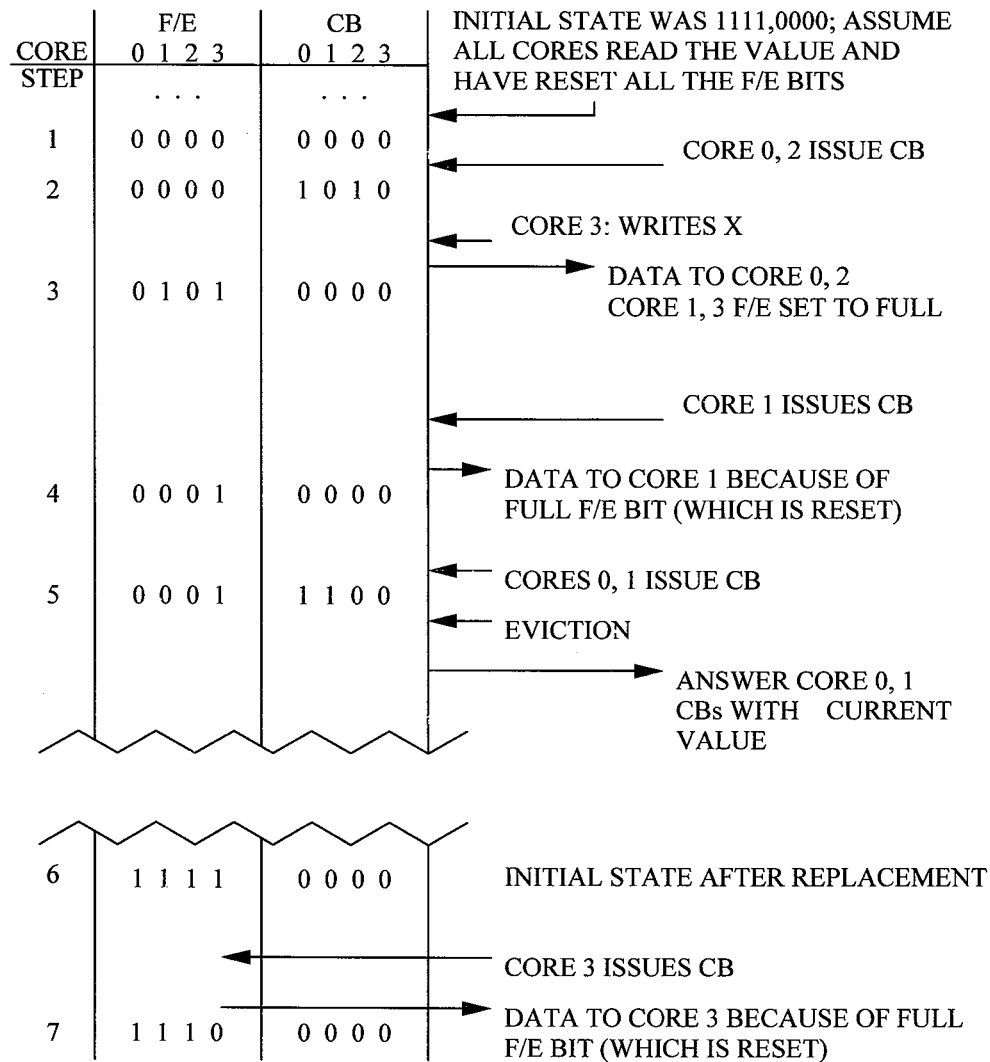 F/E CB INITIAL STATE WAS 1111,0000; ASSUME
CORE 0 1 2 3 0 1 2 3 ALL CORES READ THE VALUE AND
STEP HAVE RESET ALL THE F/E BITS
. . . . . .
1 0 0 0 0 0 0 0 0
CORE 0, 2 ISSUE CB
2 0 0 0 0 1 0 1 0
CORE 3: WRITES X
DATA TO CORE 0, 2
3 0 1 0 1 0 0 0 0
CORE 1, 3 F/E SET TO FULL
CORE 1 ISSUES CB
DATA TO CORE 1 BECAUSE OF
4 0 0 0 1 0 0 0 0
FULL F/E BIT (WHICH IS RESET)
CORES 0, 1 ISSUE CB
5 0 0 0 1 1 1 0 0
EVICTION
ANSWER CORE 0, 1
CBs WITH CURRENT
VALUE
6 1 1 1 1 0 0 0 0 INITIAL STATE AFTER REPLACEMENT
CORE 3 ISSUES CB
DATA TO CORE 3 BECAUSE OF FULL
7 1 1 1 0 0 0 0 0
F/E BIT (WHICH IS RESET)